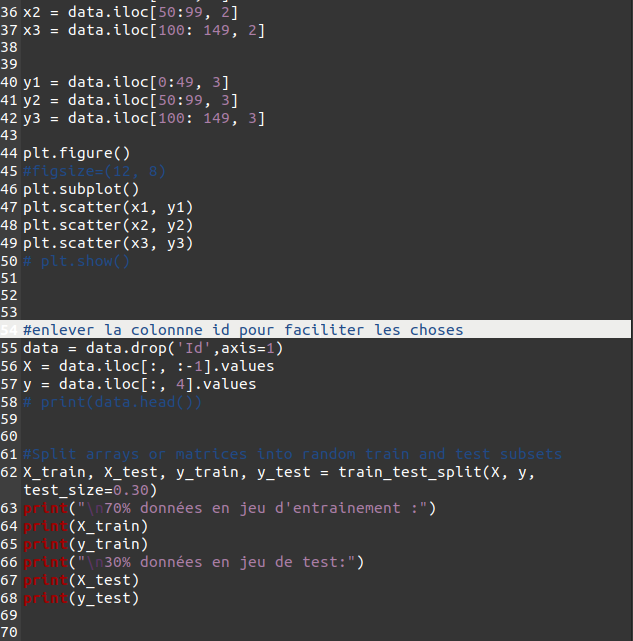 36 x2 = data.iloc[50:99, 2]
37 x3 = data.iloc[100: 149, 2]
38
39
40 y1 = data.iloc[0:49, 3]
41 y2 = data.iloc[50:99, 3]
42 y3 = data.iloc[100: 149, 3]
43
44 plt.figure()
45 #figsize=(12, 8)
46 plt.subplot()
47 plt.scatter(x1, y1)
48 plt.scatter(x2, y2)
49 plt.scatter(x3, y3)
50 # plt.show()
51
52
53
54 #enlever la colonnne id pour faciliter les choses
55 data = data.drop('Id',axis=1)
56 X = data.iloc[:, :-1].values
57 y = data.iloc[:, 4].values
58 # print(data.head())
59
60
61 #Split arrays or matrices into random train and test subsets
62 X_train, X_test, y_train, y_test = train_test_split(X, y,
test_size=0.30)
63 print("\n70% données en jeu d'entrainement :")
64 print(X_train)
65 print(y_train)
66 print("\n30% données en jeu de test:")
67 print(X_test)
68 print(y_test)
69
70